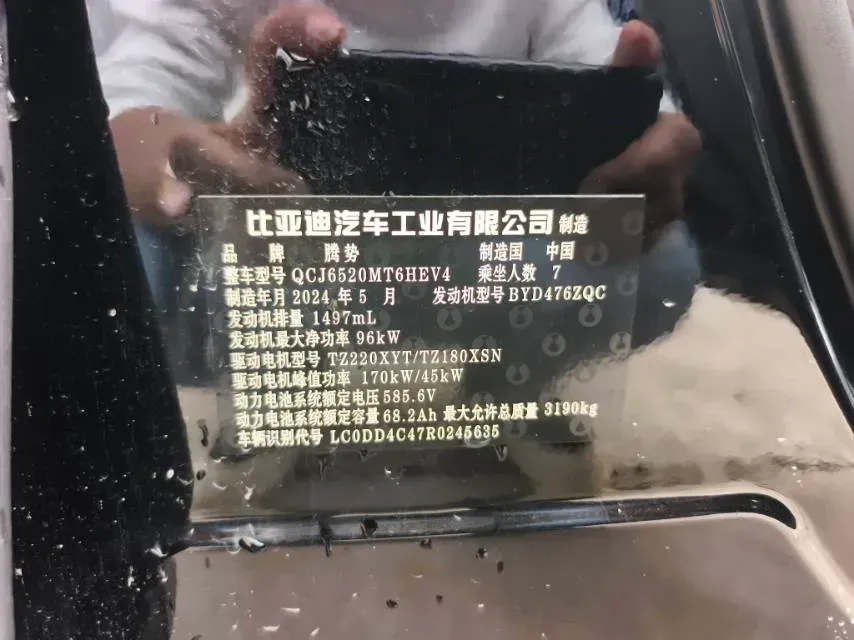 比亚迪汽车工业有限公司 制造
品 牌 腾势 制造国 中国
整车型号 QCJ6520MT6HEV4 乘坐人数 7
制造年月 2024 年 5 月 发动机型号 BYD476ZQC
发动机排量 1497mL
发动机最大净功率 96kW
驱动电机型号 TZ220XYT/TZ180XSN
驱动电机峰值功率 170kW/45kW
动力电池系统额定电压 585.6V
动力电池系统额定容量 68.2Ah 最大允许总质量 3190kg
车辆识别代号 LC0DD4C47R0245635